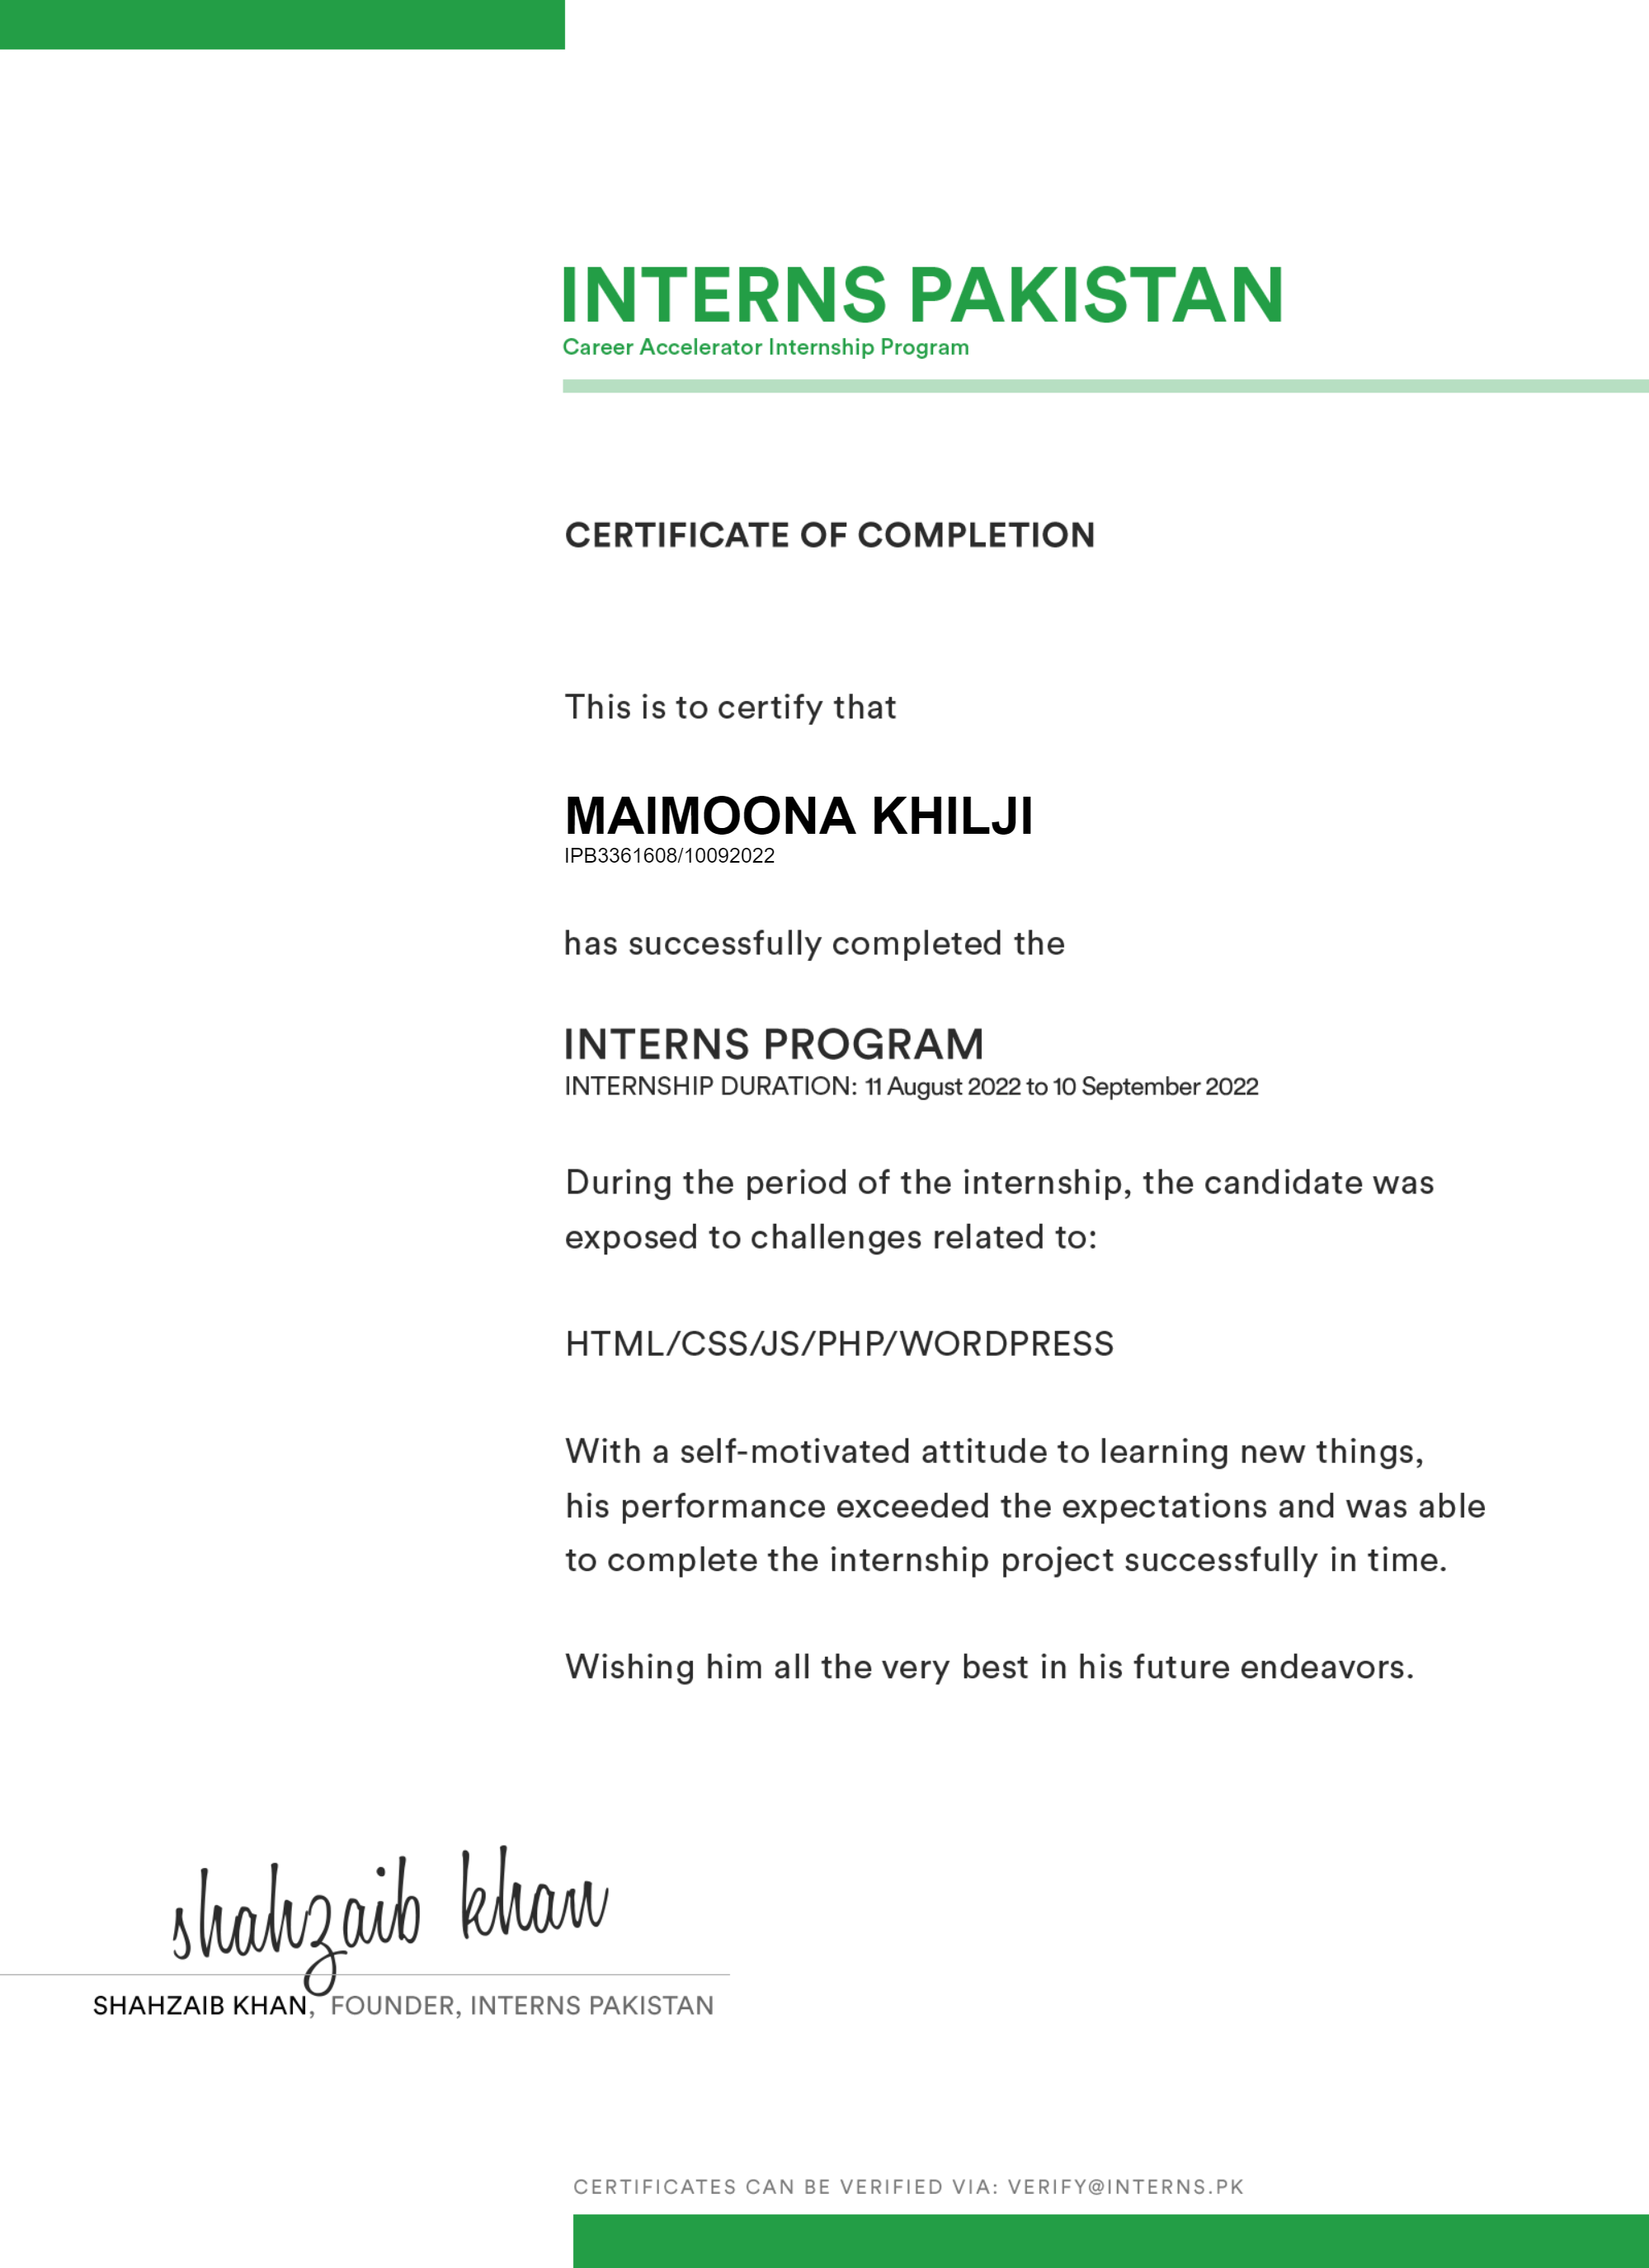 INTERNS PAKISTAN
Career Accelerator Internship Program
CERTIFICATE OF COMPLETION
This is to certify that
MAIMOONA KHILJI
IPB3361608/10092022
has successfully completed the
INTERNS PROGRAM
INTERNSHIP DURATION: 11 August 2022 to 10 September 2022
During the period of the internship, the candidate was
exposed to challenges related to:
HTML/CSS/JS/PHP/WORDPRESS
With a self-motivated attitude to learning new things,
his performance exceeded the expectations and was able
to complete the internship project successfully in time.
Wishing him all the very best in his future endeavors.
shahzaib khan
SHAHZAIB KHAN, FOUNDER, INTERNS PAKISTAN
CERTIFICATES CAN BE VERIFIED VIA: VERIFY@INTERNS.PK